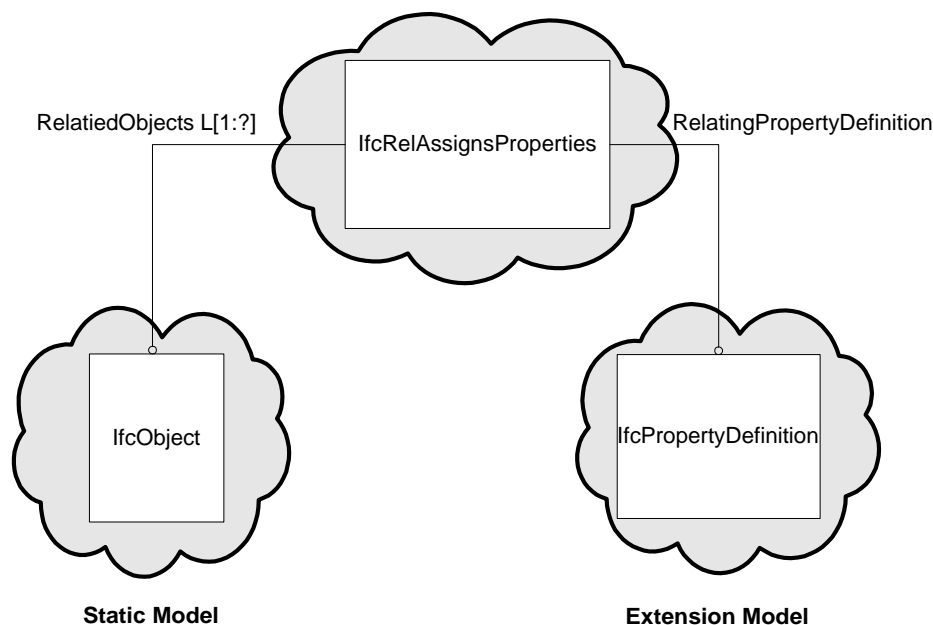 RelatiedObjects L[1:?]
IfcRelAssignsProperties
RelatingPropertyDefinition
IfcObject
IfcPropertyDefinition
Static Model
Extension Model